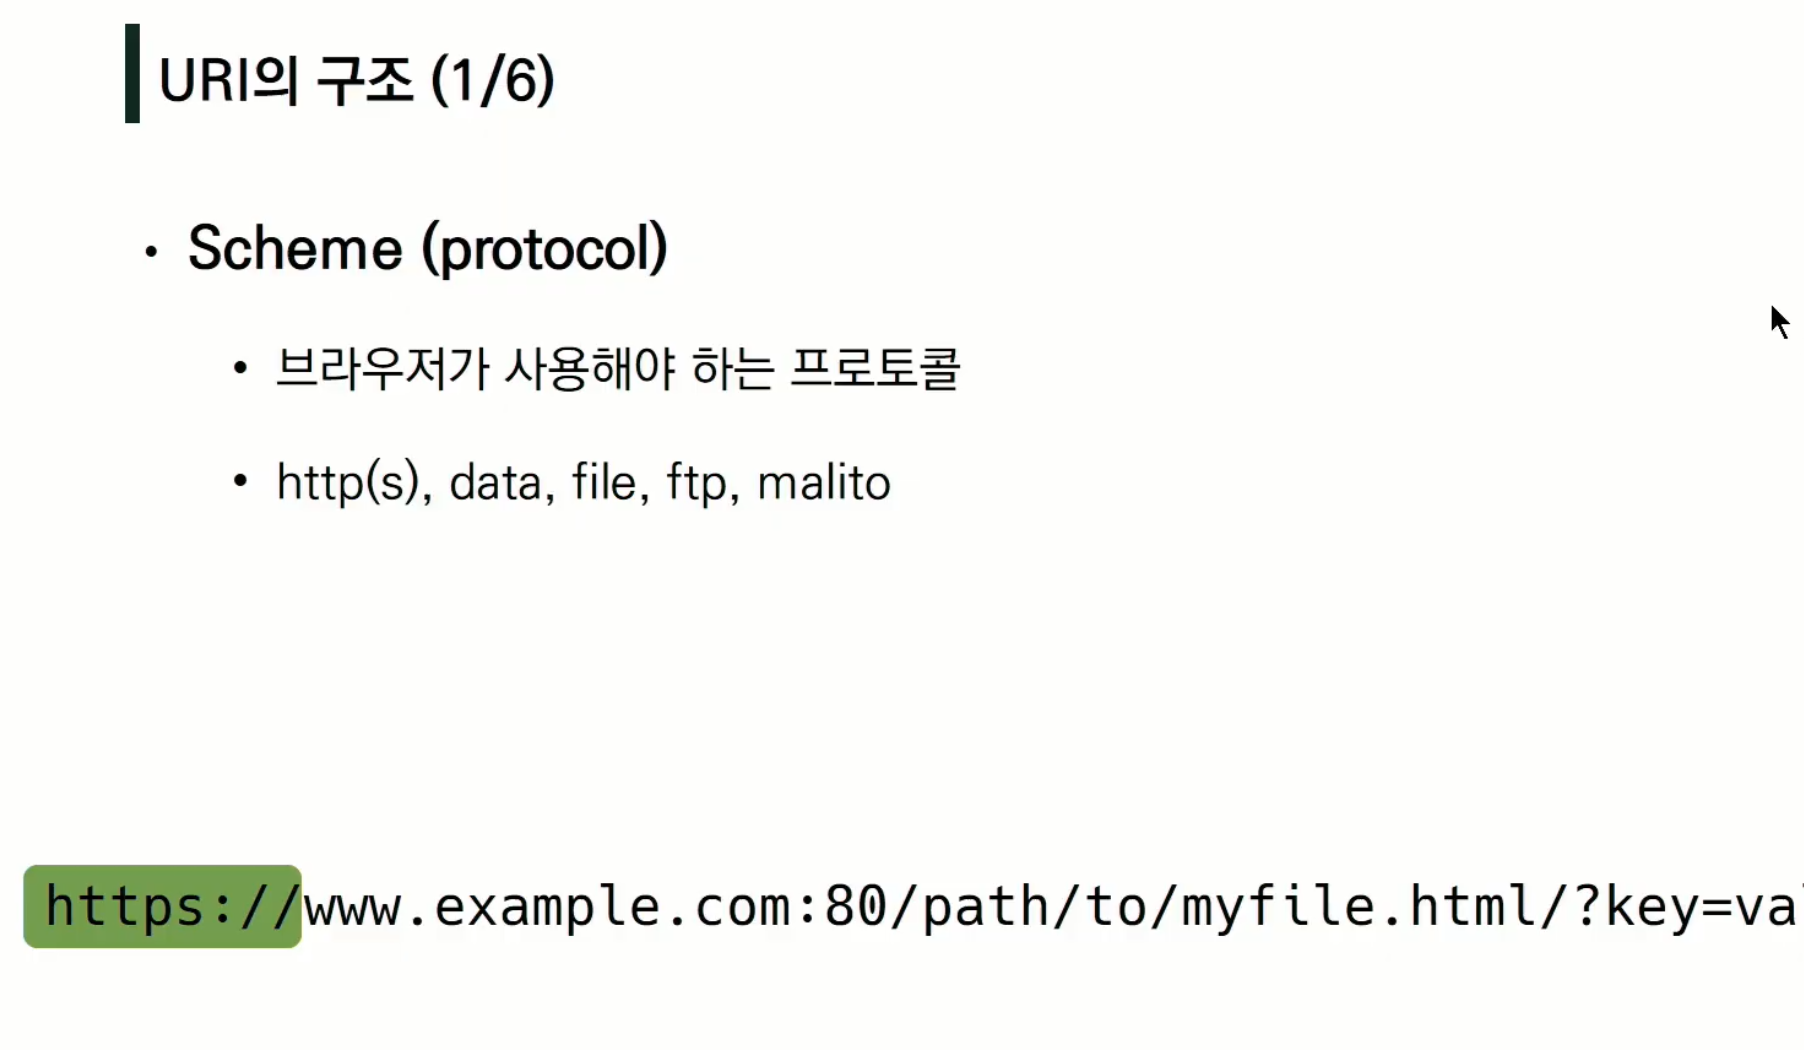 URI의 구조 (1/6)
• Scheme (protocol)
• 브라우저가 사용해야 하는 프로토콜
• http(s), data, file, ftp, malito
https://www.example.com:80/path/to/myfile.html/?key=va